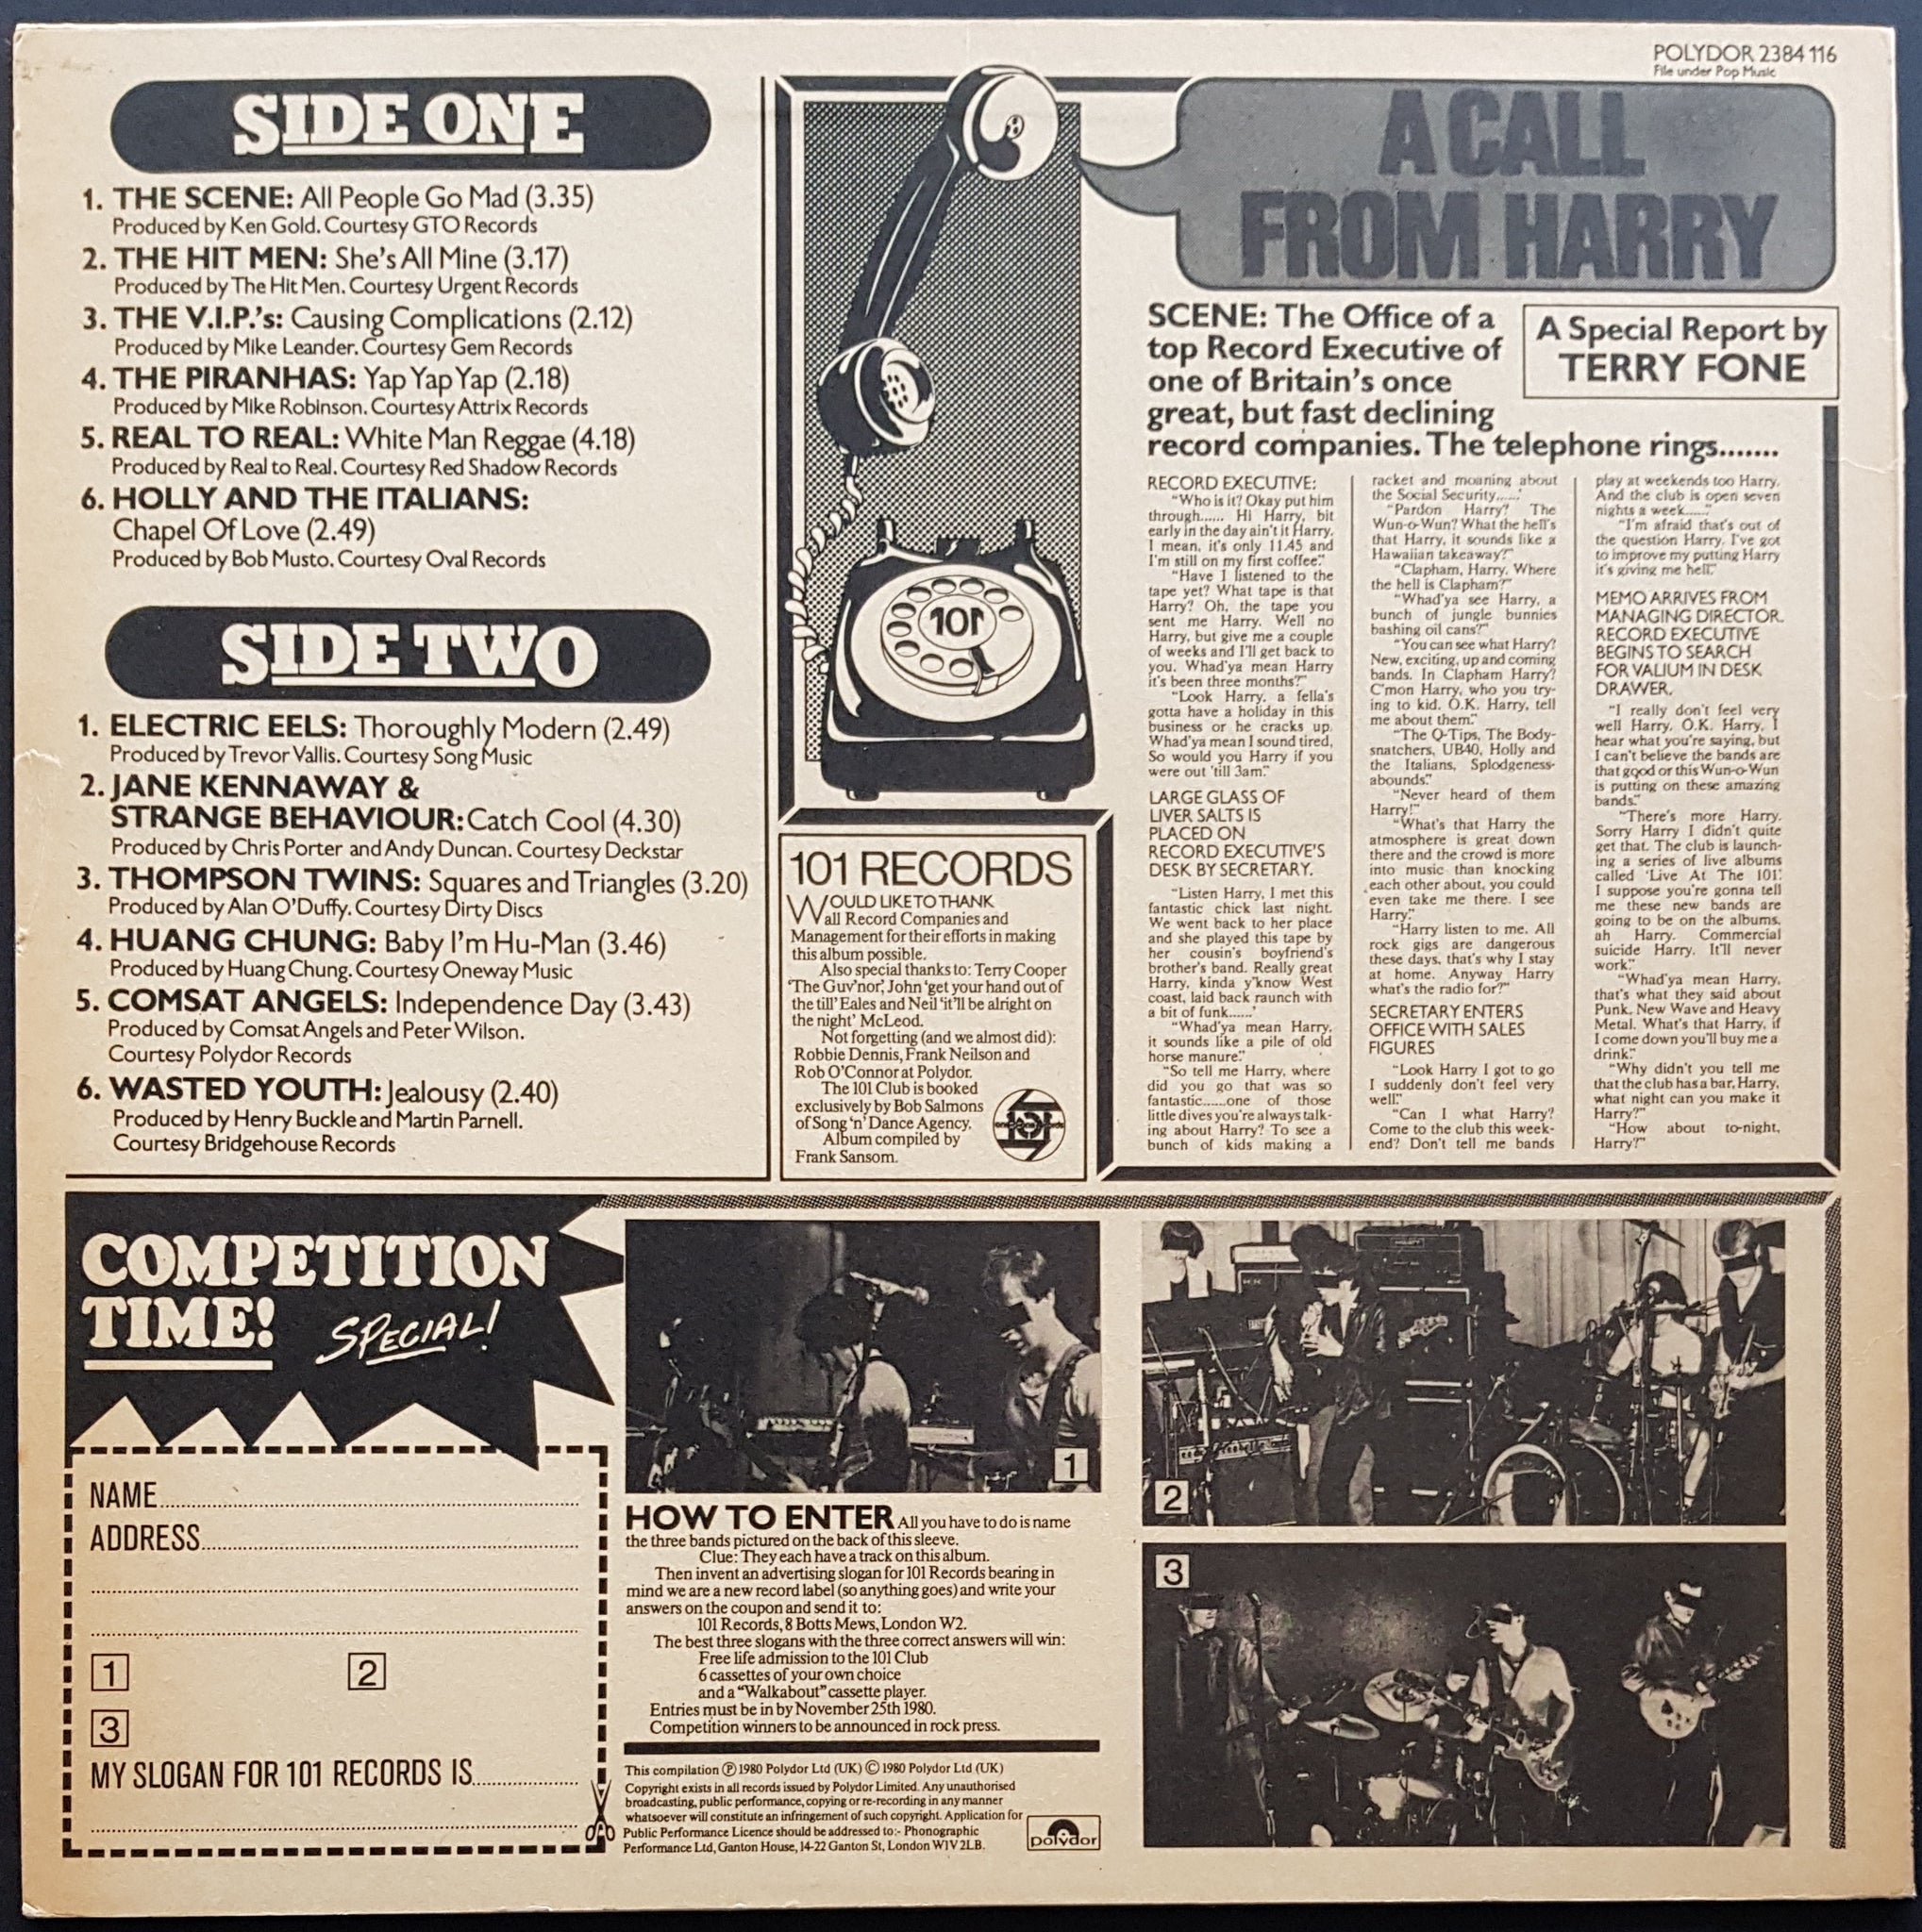 POLYDOR 2384 116
File under Pop Music
SIDE ONE
1. THE SCENE: All People Go Mad (3.35)
Produced by Ken Gold. Courtesy GTO Records
2. THE HIT MEN: She's All Mine (3.17)
Produced by The Hit Men. Courtesy Urgent Records
3. THE V.I.P.'s: Causing Complications (2.12)
Produced by Mike Leander. Courtesy Gem Records
4. THE PIRANHAS: Yap Yap Yap (2.18)
Produced by Mike Robinson. Courtesy Attrix Records
5. REAL TO REAL: White Man Reggae (4.18)
Produced by Real to Real. Courtesy Red Shadow Records
6. HOLLY AND THE ITALIANS:
Chapel Of Love (2.49)
Produced by Bob Musto. Courtesy Oval Records
SIDE TWO
1. ELECTRIC EELS: Thoroughly Modern (2.49)
Produced by Trevor Vallis. Courtesy Song Music
2. JANE KENNAWAY &
STRANGE BEHAVIOUR: Catch Cool (4.30)
Produced by Chris Porter and Andy Duncan. Courtesy Deckstar
3. THOMPSON TWINS: Squares and Triangles (3.20)
Produced by Alan O'Duffy. Courtesy Dirty Discs
4. HUANG CHUNG: Baby I'm Hu-Man (3.46)
Produced by Huang Chung. Courtesy Oneway Music
5. COMSAT ANGELS: Independence Day (3.43)
Produced by Comsat Angels and Peter Wilson.
Courtesy Polydor Records
6. WASTED YOUTH: Jealousy (2.40)
Produced by Henry Buckle and Martin Parnell.
Courtesy Bridgehouse Records
101
101 RECORDS
WOULD LIKE TO THANK
all Record Companies and
Management for their efforts in making
this album possible.
Also special thanks to: Terry Cooper
'The Guv'nor', John 'get your hand out of
the till' Eales and Neil 'it'll be alright on
the night' McLeod.
Not forgetting (and we almost did):
Robbie Dennis, Frank Neilson and
Rob O'Connor at Polydor.
The 101 Club is booked
exclusively by Bob Salmons
of Song 'n' Dance Agency.
Album compiled by
Frank Sansom.
101
A CALL
FROM HARRY
SCENE: The Office of a
top Record Executive of
one of Britain's once
great, but fast declining
record companies. The telephone rings.......
A Special Report by
TERRY FONE
RECORD EXECUTIVE:
"Who is it? Okay put him
through...... Hi Harry, bit
early in the day ain't it Harry.
I mean, it's only 11.45 and
I'm still on my first coffee."
"Have I listened to the
tape yet? What tape is that
Harry? Oh, the tape you
sent me Harry. Well no
Harry, but give me a couple
of weeks and I'll get back to
you. Whad'ya mean Harry
it's been three months?"
"Look Harry, a fella's
gotta have a holiday in this
business or he cracks up.
Whad'ya mean I sound tired,
So would you Harry if you
were out 'till 3am."
LARGE GLASS OF
LIVER SALTS IS
PLACED ON
RECORD EXECUTIVE'S
DESK BY SECRETARY.
"Listen Harry, I met this
fantastic chick last night.
We went back to her place
and she played this tape by
her cousin's boyfriend's
brother's band. Really great
Harry, kinda y'know West
coast, laid back raunch with
a bit of funk......'
"Whad'ya mean Harry,
it sounds like a pile of old
horse manure."
"So tell me Harry, where
did you go that was so
fantastic......one of those
little dives you're always talk-
ing about Harry? To see a
bunch of kids making a
racket and moaning about
the Social Security......'
"Pardon Harry? The
Wun-o-Wun? What the hell's
that Harry, it sounds like a
Hawaiian takeaway?"
"Clapham, Harry. Where
the hell is Clapham?"
"Whad'ya see Harry, a
bunch of jungle bunnies
bashing oil cans?"
"You can see what Harry?
New, exciting, up and coming
bands. In Clapham Harry?
C'mon Harry, who you try-
ing to kid. O.K. Harry, tell
me about them."
"The Q-Tips, The Body-
snatchers, UB40, Holly and
the Italians, Splodgeness-
abounds."
"Never heard of them
Harry!"
"What's that Harry the
atmosphere is great down
there and the crowd is more
into music than knocking
each other about, you could
even take me there. I see
Harry."
"Harry listen to me. All
rock gigs are dangerous
these days, that's why I stay
at home. Anyway Harry
what's the radio for?"
SECRETARY ENTERS
OFFICE WITH SALES
FIGURES
"Look Harry I got to go
I suddenly don't feel very
well."
"Can I what Harry?
Come to the club this week-
end? Don't tell me bands
play at weekends too Harry.
And the club is open seven
nights a week......"
"I'm afraid that's out of
the question Harry. I've got
to improve my putting Harry
it's giving me hell."
MEMO ARRIVES FROM
MANAGING DIRECTOR.
RECORD EXECUTIVE
BEGINS TO SEARCH
FOR VALIUM IN DESK
DRAWER.
"I really don't feel very
well Harry. O.K. Harry, I
hear what you're saying, but
I can't believe the bands are
that good or this Wun-o-Wun
is putting on these amazing
bands."
"There's more Harry.
Sorry Harry I didn't quite
get that. The club is launch-
ing a series of live albums
called 'Live At The 101'.
I suppose you're gonna tell
me these new bands are
going to be on the albums,
ah Harry. Commercial
suicide Harry. It'll never
work."
"Whad'ya mean Harry,
that's what they said about
Punk, New Wave and Heavy
Metal. What's that Harry, if
I come down you'll buy me a
drink."
"Why didn't you tell me
that the club has a bar, Harry,
what night can you make it
Harry?"
"How about to-night,
Harry?"
COMPETITION
TIME! SPECIAL!
NAME
ADDRESS
1 2
3
MY SLOGAN FOR 101 RECORDS IS
1
2
3
HOW TO ENTER All you have to do is name
the three bands pictured on the back of this sleeve.
Clue: They each have a track on this album.
Then invent an advertising slogan for 101 Records bearing in
mind we are a new record label (so anything goes) and write your
answers on the coupon and send it to:
101 Records, 8 Botts Mews, London W2.
The best three slogans with the three correct answers will win:
Free life admission to the 101 Club
6 cassettes of your own choice
and a "Walkabout" cassette player.
Entries must be in by November 25th 1980.
Competition winners to be announced in rock press.
This compilation ℗ 1980 Polydor Ltd (UK) © 1980 Polydor Ltd (UK)
Copyright exists in all records issued by Polydor Limited. Any unauthorised
broadcasting, public performance, copying or re-recording in any manner
whatsoever will constitute an infringement of such copyright. Application for
Public Performance Licence should be addressed to:- Phonographic
Performance Ltd, Ganton House, 14-22 Ganton St, London W1V 2LB.
polydor